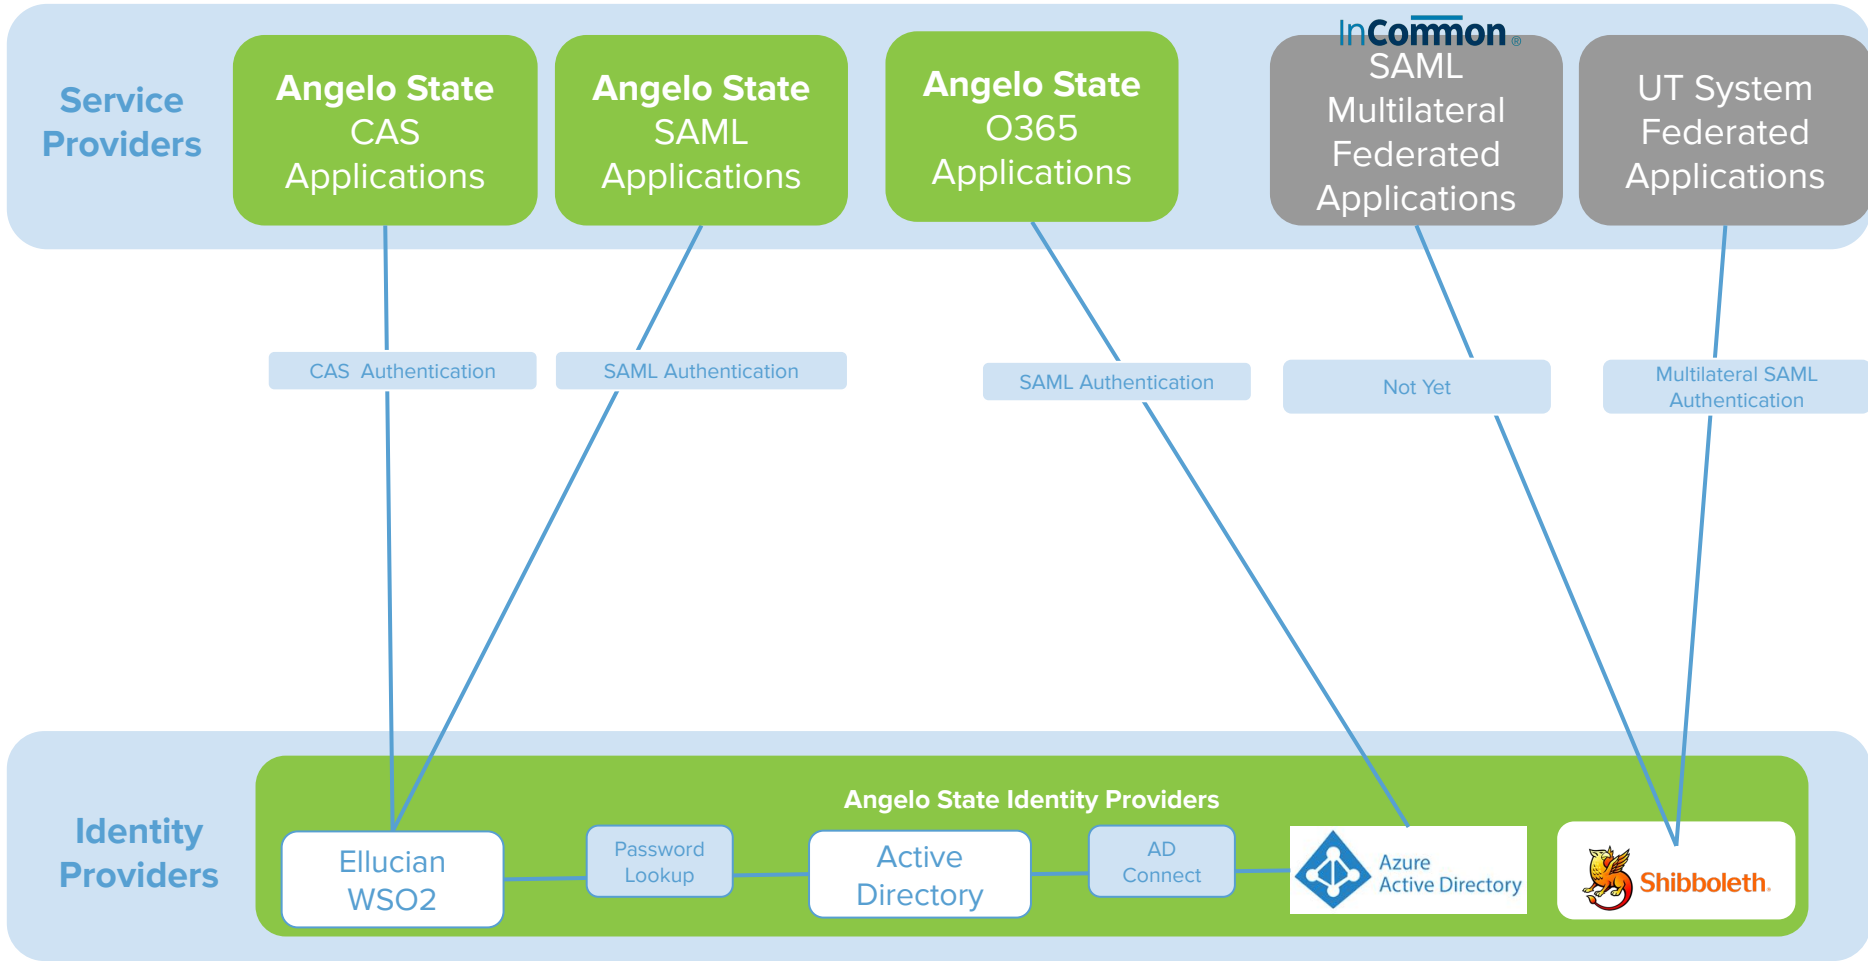 Service
Providers
Angelo State
CAS
Applications
Angelo State
SAML
Applications
Angelo State
O365
Applications
InCommon®
SAML
Multilateral
Federated
Applications
UT System
Federated
Applications
CAS Authentication
SAML Authentication
SAML Authentication
Not Yet
Multilateral SAML
Authentication
Identity
Providers
Angelo State Identity Providers
Ellucian
WSO2
Password
Lookup
Active
Directory
AD
Connect
Azure
Active Directory
Shibboleth.